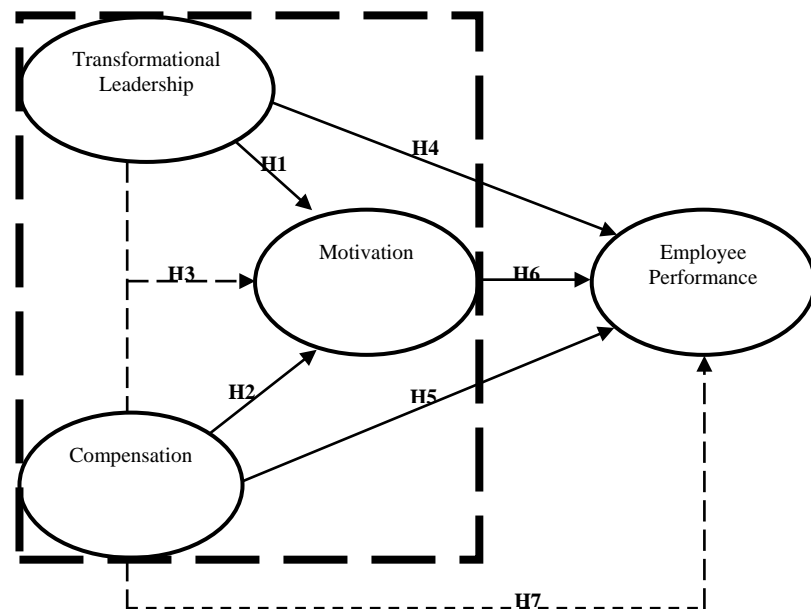 Transformational
Leadership
H1
H4
H3
Motivation
H6
Employee
Performance
H2
H5
Compensation
H7